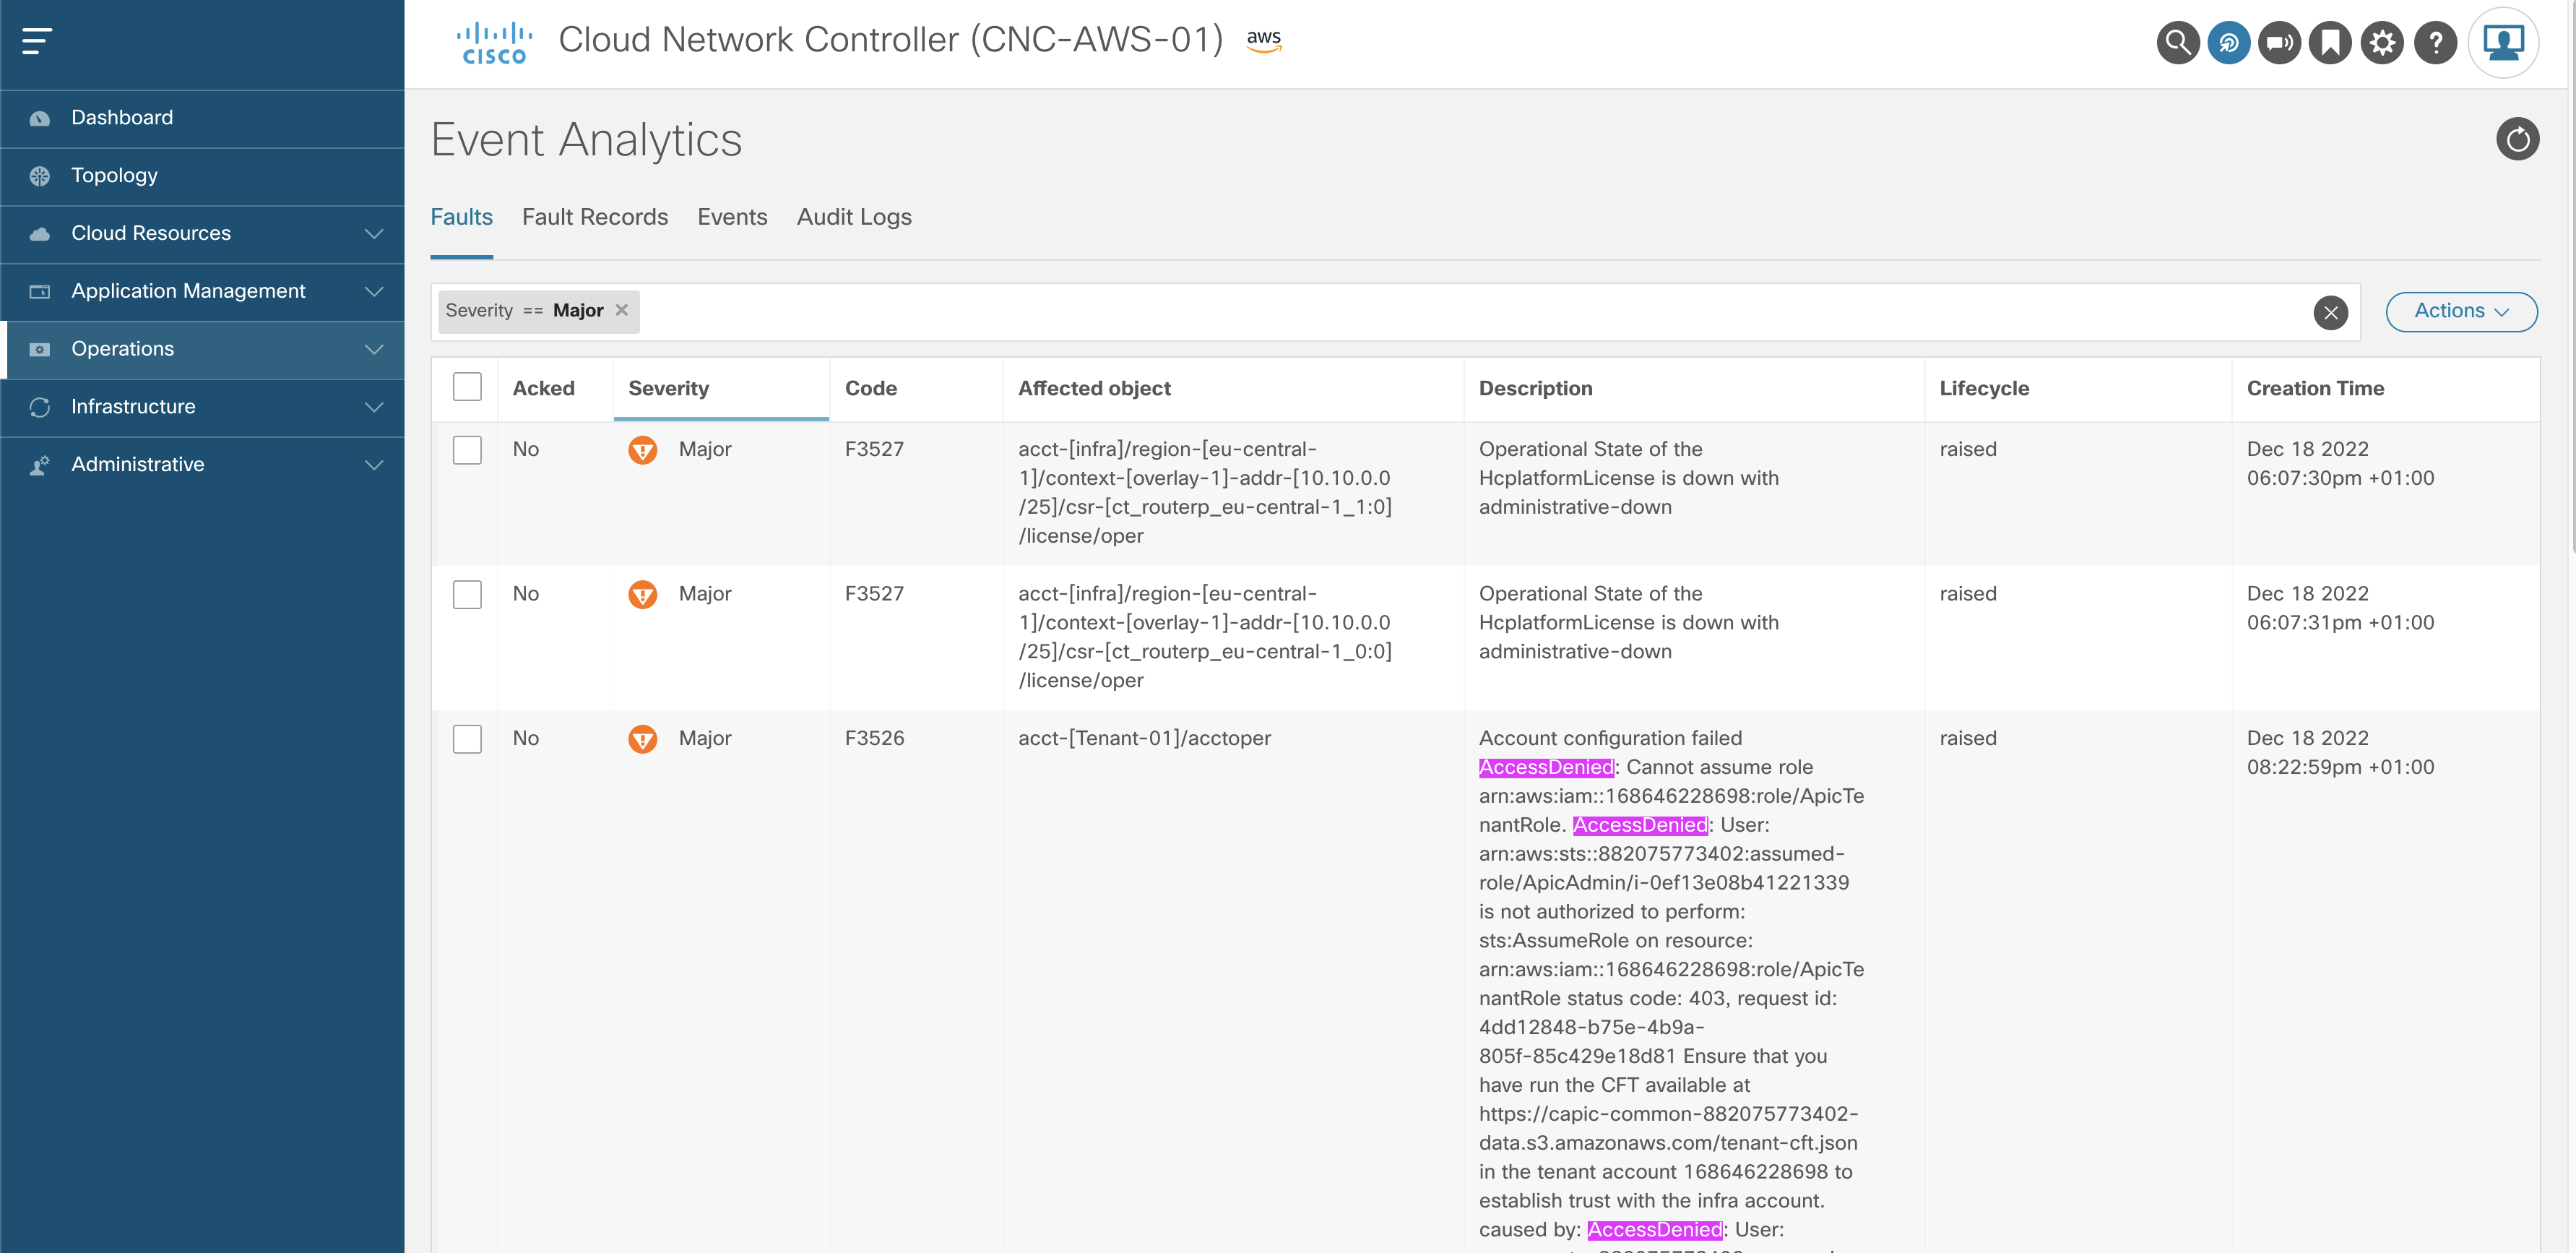 CISCO
Cloud Network Controller (CNC-AWS-01)
aws
Dashboard
Topology
Cloud Resources
Application Management
Operations
Infrastructure
Administrative
Event Analytics
Faults Fault Records Events Audit Logs
Severity == Major
Actions
Acked Severity Code Affected object Description Lifecycle Creation Time
No Major F3527
acct-[infra]/region-[eu-central-
1]/context-[overlay-1]-addr-[10.10.0.0
/25]/csr-[ct_routerp_eu-central-1_1:0]
/license/oper
Operational State of the
HcplatformLicense is down with
administrative-down
raised
Dec 18 2022
06:07:30pm +01:00
No Major F3527
acct-[infra]/region-[eu-central-
1]/context-[overlay-1]-addr-[10.10.0.0
/25]/csr-[ct_routerp_eu-central-1_0:0]
/license/oper
Operational State of the
HcplatformLicense is down with
administrative-down
raised
Dec 18 2022
06:07:31pm +01:00
No Major F3526
acct-[Tenant-01]/acctoper
Account configuration failed
AccessDenied: Cannot assume role
arn:aws:iam::168646228698:role/ApicTe
nantRole. AccessDenied: User:
arn:aws:sts::882075773402:assumed-
role/ApicAdmin/i-0ef13e08b41221339
is not authorized to perform:
sts:AssumeRole on resource:
arn:aws:iam::168646228698:role/ApicTe
nantRole status code: 403, request id:
4dd12848-b75e-4b9a-
805f-85c429e18d81 Ensure that you
have run the CFT available at
https://capic-common-882075773402-
data.s3.amazonaws.com/tenant-cft.json
in the tenant account 168646228698 to
establish trust with the infra account.
caused by: AccessDenied: User:
raised
Dec 18 2022
08:22:59pm +01:00